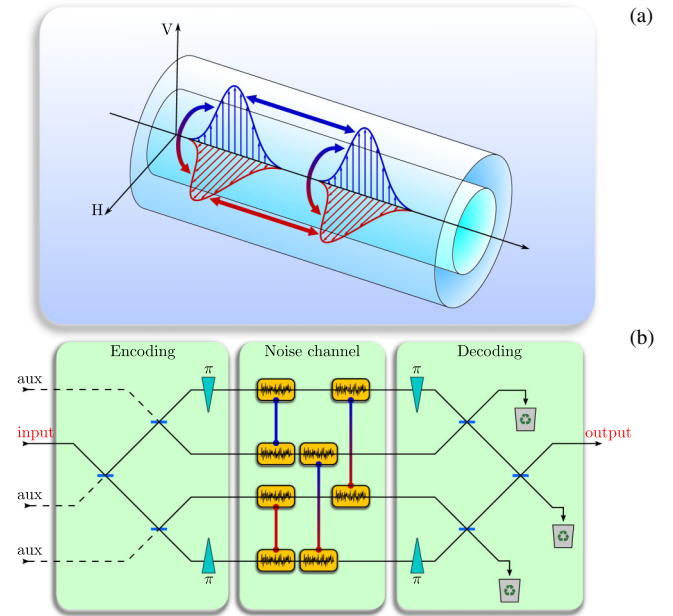 (a)
V
H
(b)
Encoding
Noise channel
Decoding
aux
π
π
input
output
aux
aux
π
π